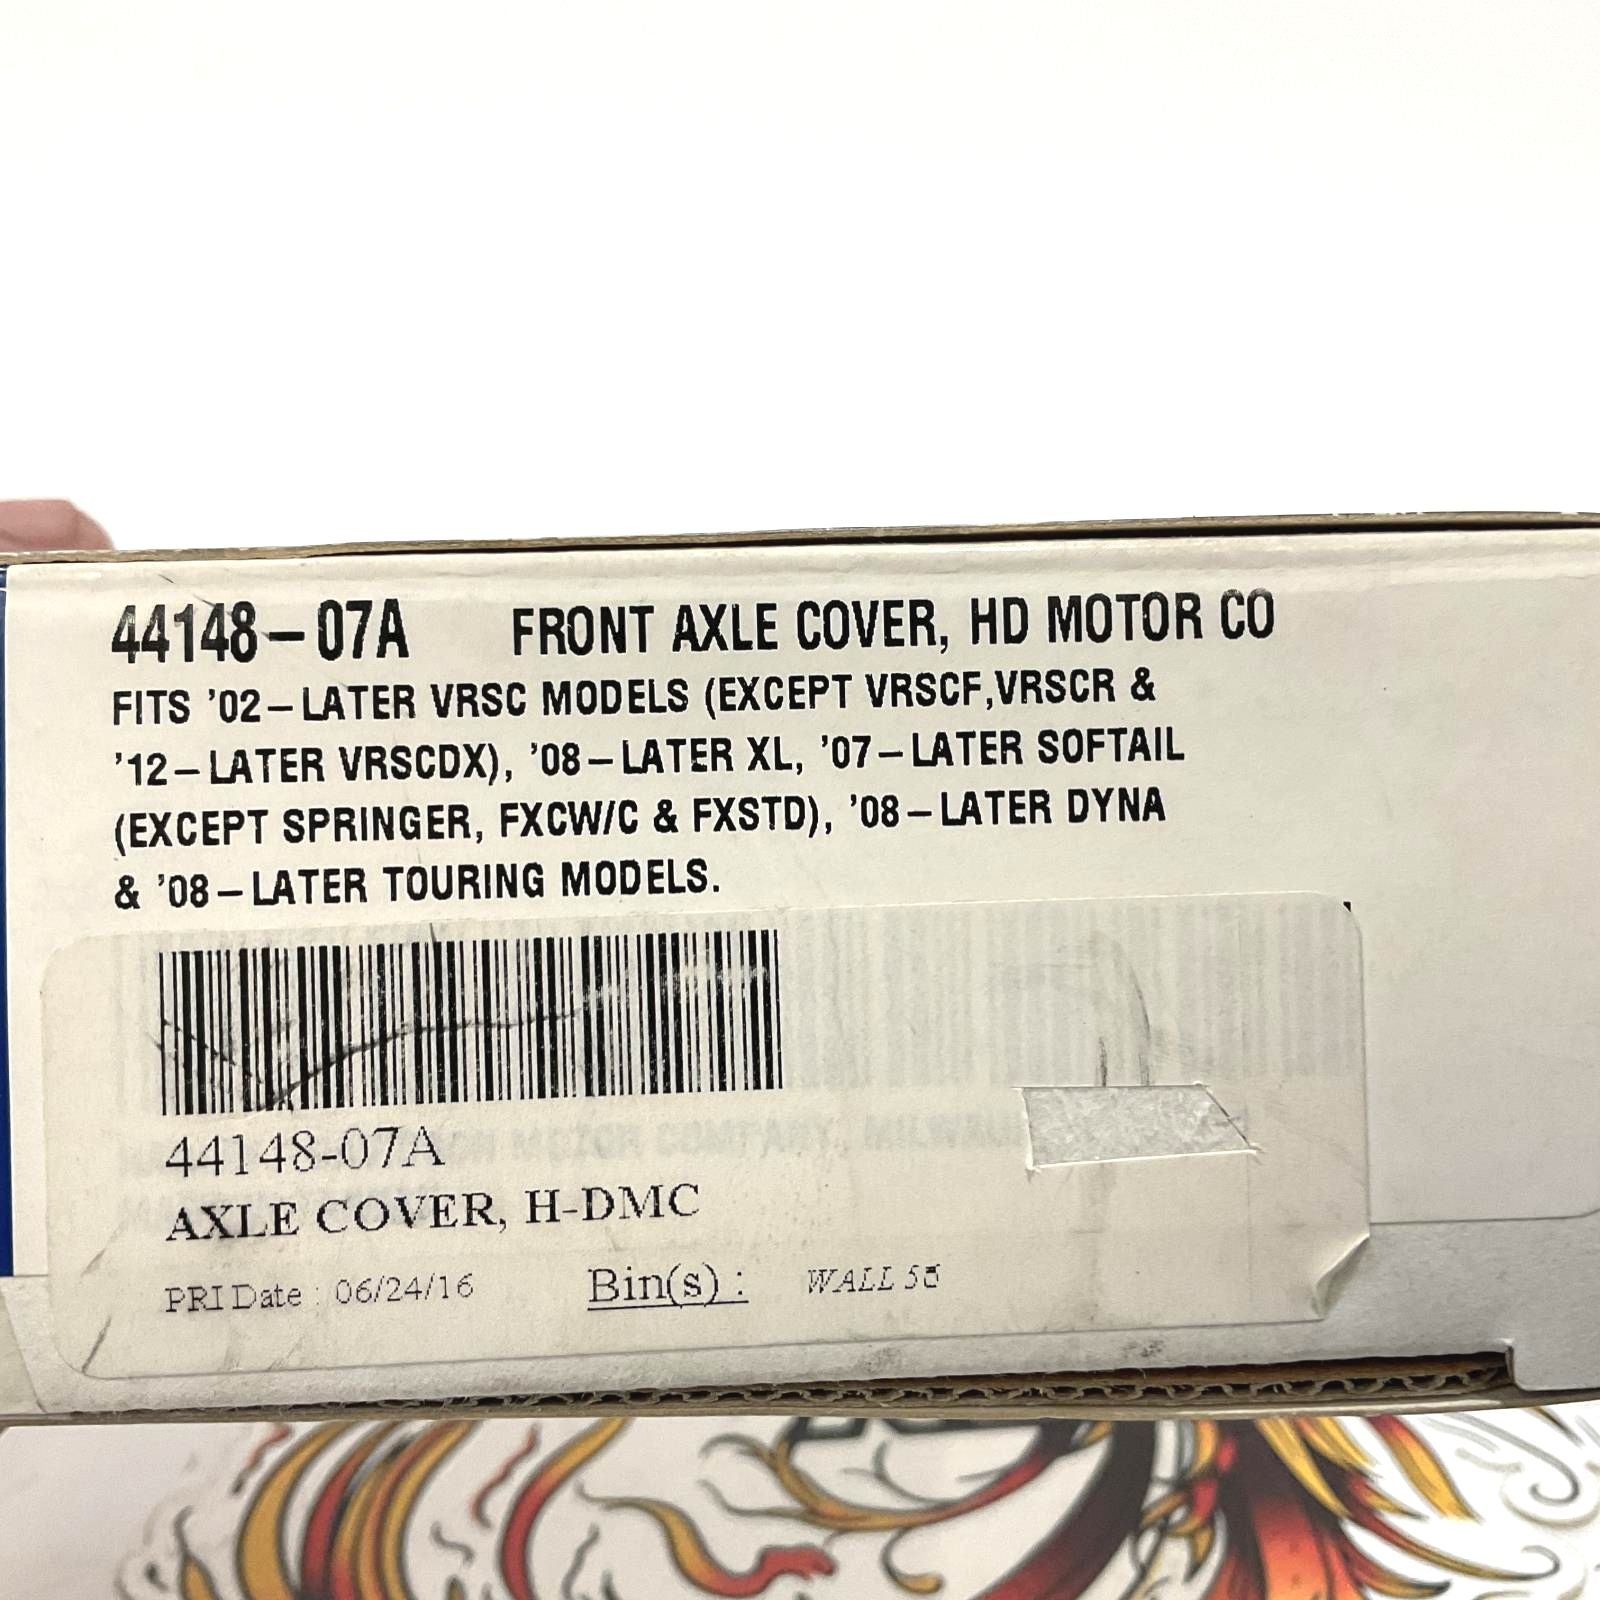 44148-07A FRONT AXLE COVER, HD MOTOR CO
FITS '02-LATER VRSC MODELS (EXCEPT VRSCF,VRSCR &
'12-LATER VRSCDX), '08-LATER XL, '07-LATER SOFTAIL
(EXCEPT SPRINGER, FXCW/C & FXSTD), '08-LATER DYNA
& '08-LATER TOURING MODELS.
44148-07A
AXLE COVER, H-DMC
PRI Date : 06/24/16 Bin(s) : WALL